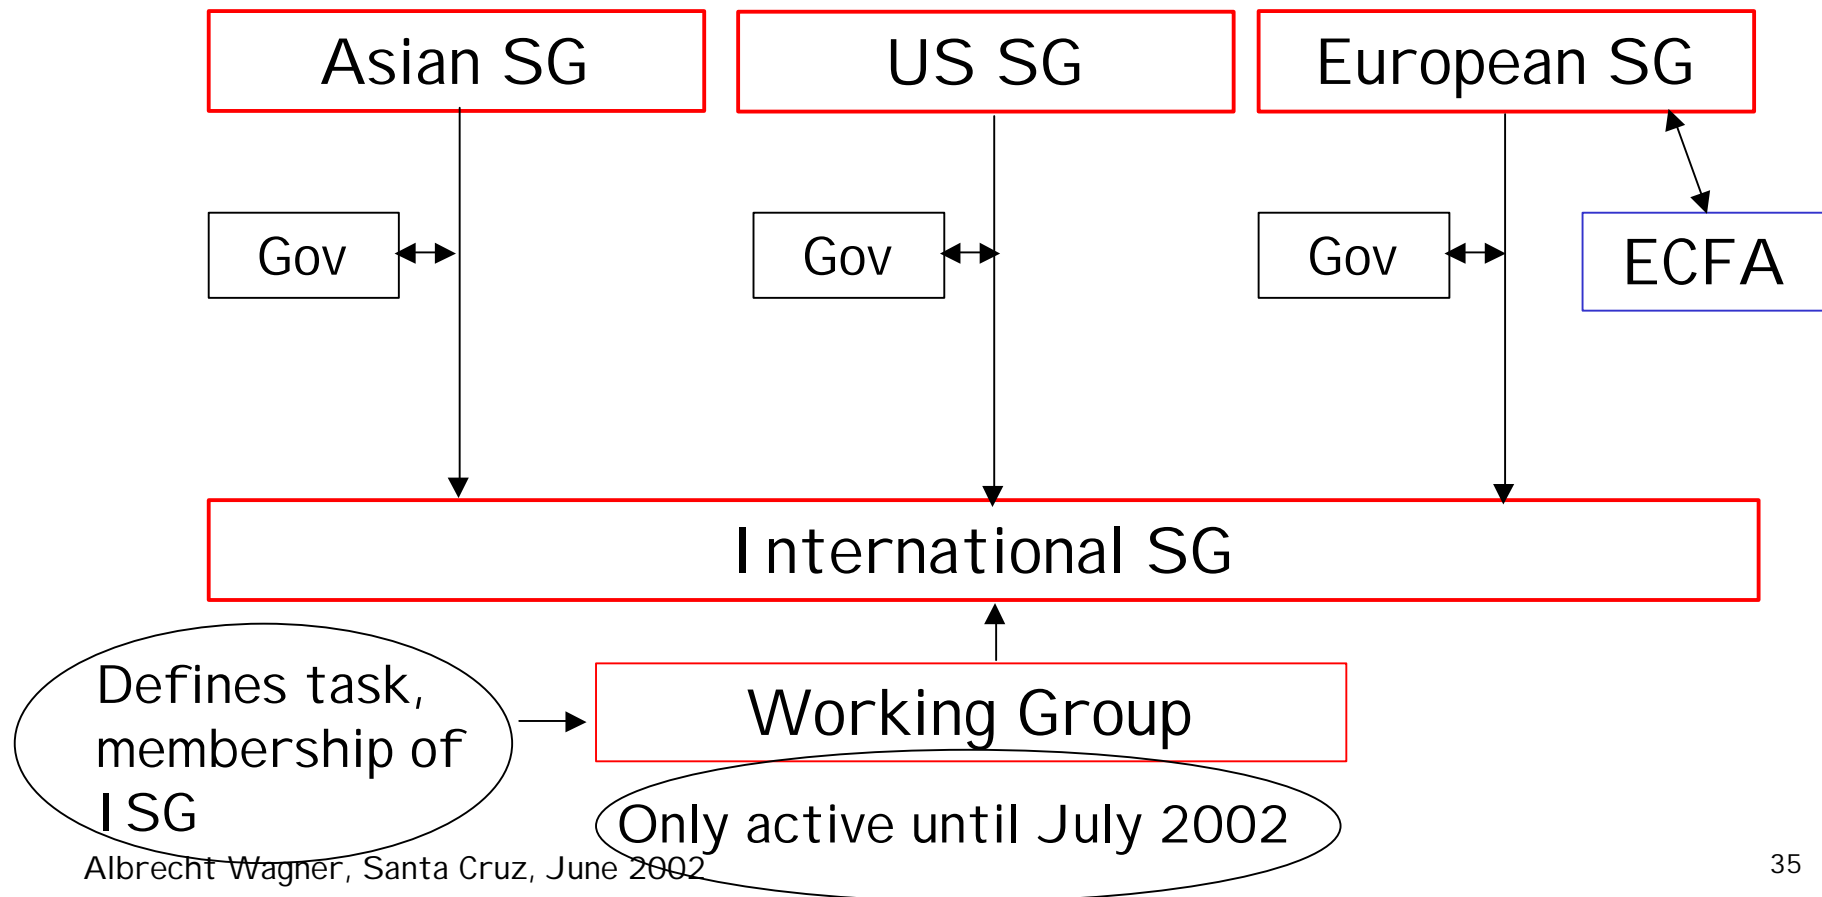 Asian SG
US SG
European SG
Gov
Gov
Gov
ECFA
International SG
Defines task,
membership of
ISG
Working Group
Only active until July 2002
Albrecht Wagner, Santa Cruz, June 2002
35